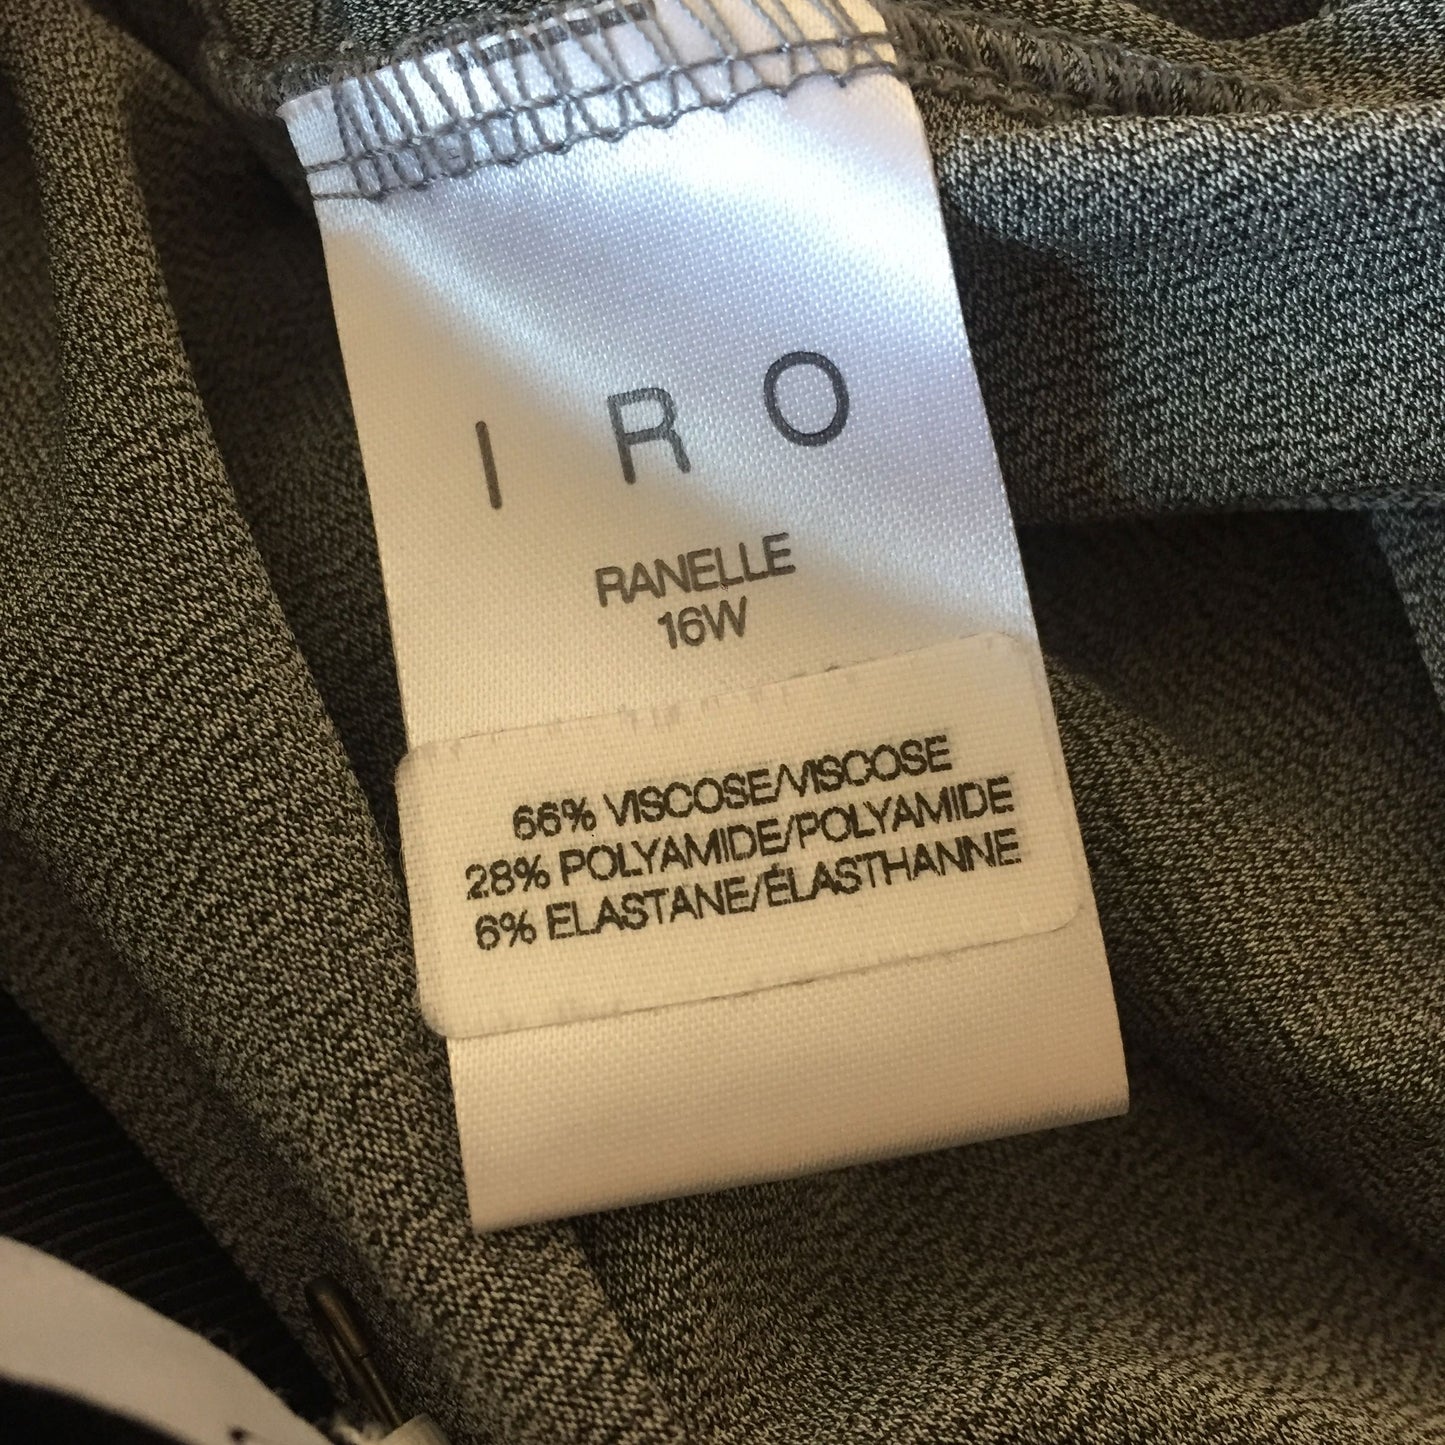 IRO
RANELLE
16W
66% VISCOSE/VISCOSE
28% POLYAMIDE/POLYAMIDE
6% ELASTANE/ÉLASTHANNE